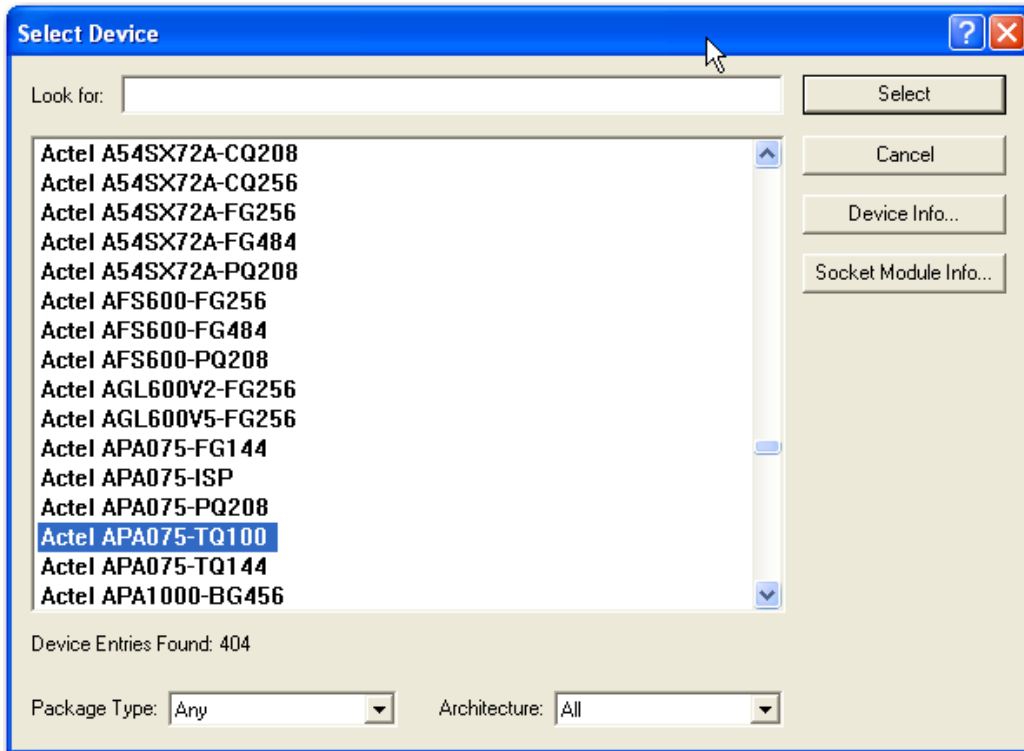 Select Device
Look for:
Select
Actel A54SX72A-CQ208
Cancel
Actel A54SX72A-CQ256
Actel A54SX72A-FG256
Device Info...
Actel A54SX72A-FG484
Actel A54SX72A-PQ208
Socket Module Info...
Actel AFS600-FG256
Actel AFS600-FG484
Actel AFS600-PQ208
Actel AGL600V2-FG256
Actel AGL600V5-FG256
Actel APA075-FG144
Actel APA075-ISP
Actel APA075-PQ208
Actel APA075-TQ100
Actel APA075-TQ144
Actel APA1000-BG456
Device Entries Found: 404
Package Type: Any Architecture: All